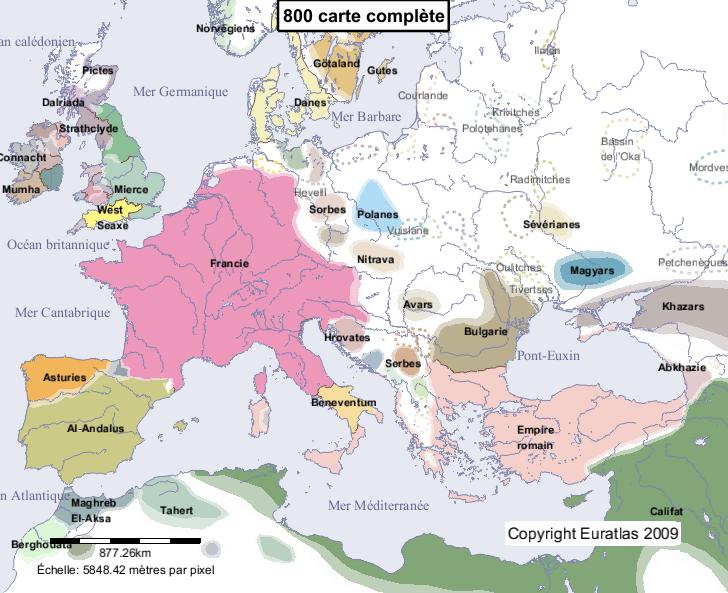 800 carte complète
Norvégiens
an calédonien
Götaland
Gutes
Ilmen
Pictes
Mer Germanique
Courlande
Dalriada
Danes
Mer Barbare
Krivitches
Strathclyde
Polotehanes
Bassin
de l'Oka
Connacht
Mordves
Mumha
Mierce
Heveill
Radimitches
West
Seaxe
Sorbes
Polanes
Sévérianes
Vuislane
Océan britannique
Francie
Nitrava
Oulitches
Magyars
Petchenègues
Tivertses
Avars
Khazars
Mer Cantabrique
Hrovates
Bulgarie
Pont-Euxin
Serbes
Abkhazie
Asturies
Beneventum
Al-Andalus
Empire
romain
n Atlantique
Maghreb
El-Aksa
Tahert
Mer Méditerranée
Califat
Copyright Euratlas 2009
Berghouata
877.26km
Échelle: 5848.42 mètres par pixel